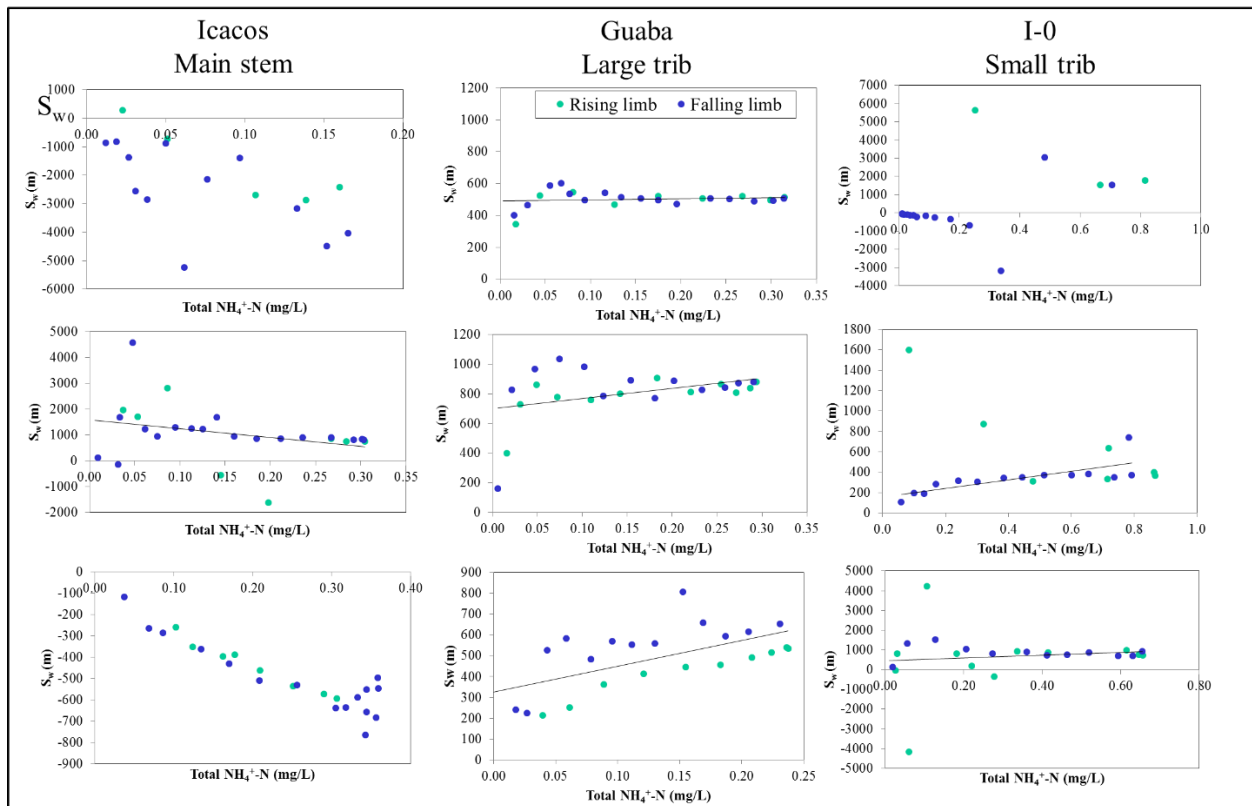 Icacos
Main stem
Guaba
Large trib
I-0
Small trib
1000
0
-1000
-2000
-3000
-4000
-5000
-6000
S_w
0.00 0.05 0.10 0.15 0.20
S_w (m)
Total NH₄⁺-N (mg/L)
1200
1000
800
600
400
200
0
Rising limb Falling limb
0.00 0.05 0.10 0.15 0.20 0.25 0.30 0.35
S_w (m)
Total NH₄⁺-N (mg/L)
7000
6000
5000
4000
3000
2000
1000
0
-1000
-2000
-3000
-4000
0.0 0.2 0.4 0.6 0.8 1.0
S_w (m)
Total NH₄⁺-N (mg/L)
5000
4000
3000
2000
1000
0
-1000
-2000
0.00 0.05 0.10 0.15 0.20 0.25 0.30 0.35
S_w (m)
Total NH₄⁺-N (mg/L)
1200
1000
800
600
400
200
0
0.00 0.05 0.10 0.15 0.20 0.25 0.30 0.35
S_w (m)
Total NH₄⁺-N (mg/L)
1800
1600
1400
1200
1000
800
600
400
200
0
0.0 0.2 0.4 0.6 0.8 1.0
S_w (m)
Total NH₄⁺-N (mg/L)
0
-100
-200
-300
-400
-500
-600
-700
-800
-900
0.00 0.10 0.20 0.30 0.40
S_w (m)
Total NH₄⁺-N (mg/L)
900
800
700
600
500
400
300
200
100
0
0.00 0.05 0.10 0.15 0.20 0.25
Sw (m)
Total NH₄⁺-N (mg/L)
5000
4000
3000
2000
1000
0
-1000
-2000
-3000
-4000
-5000
0.00 0.20 0.40 0.60 0.80
S_w (m)
Total NH₄⁺-N (mg/L)